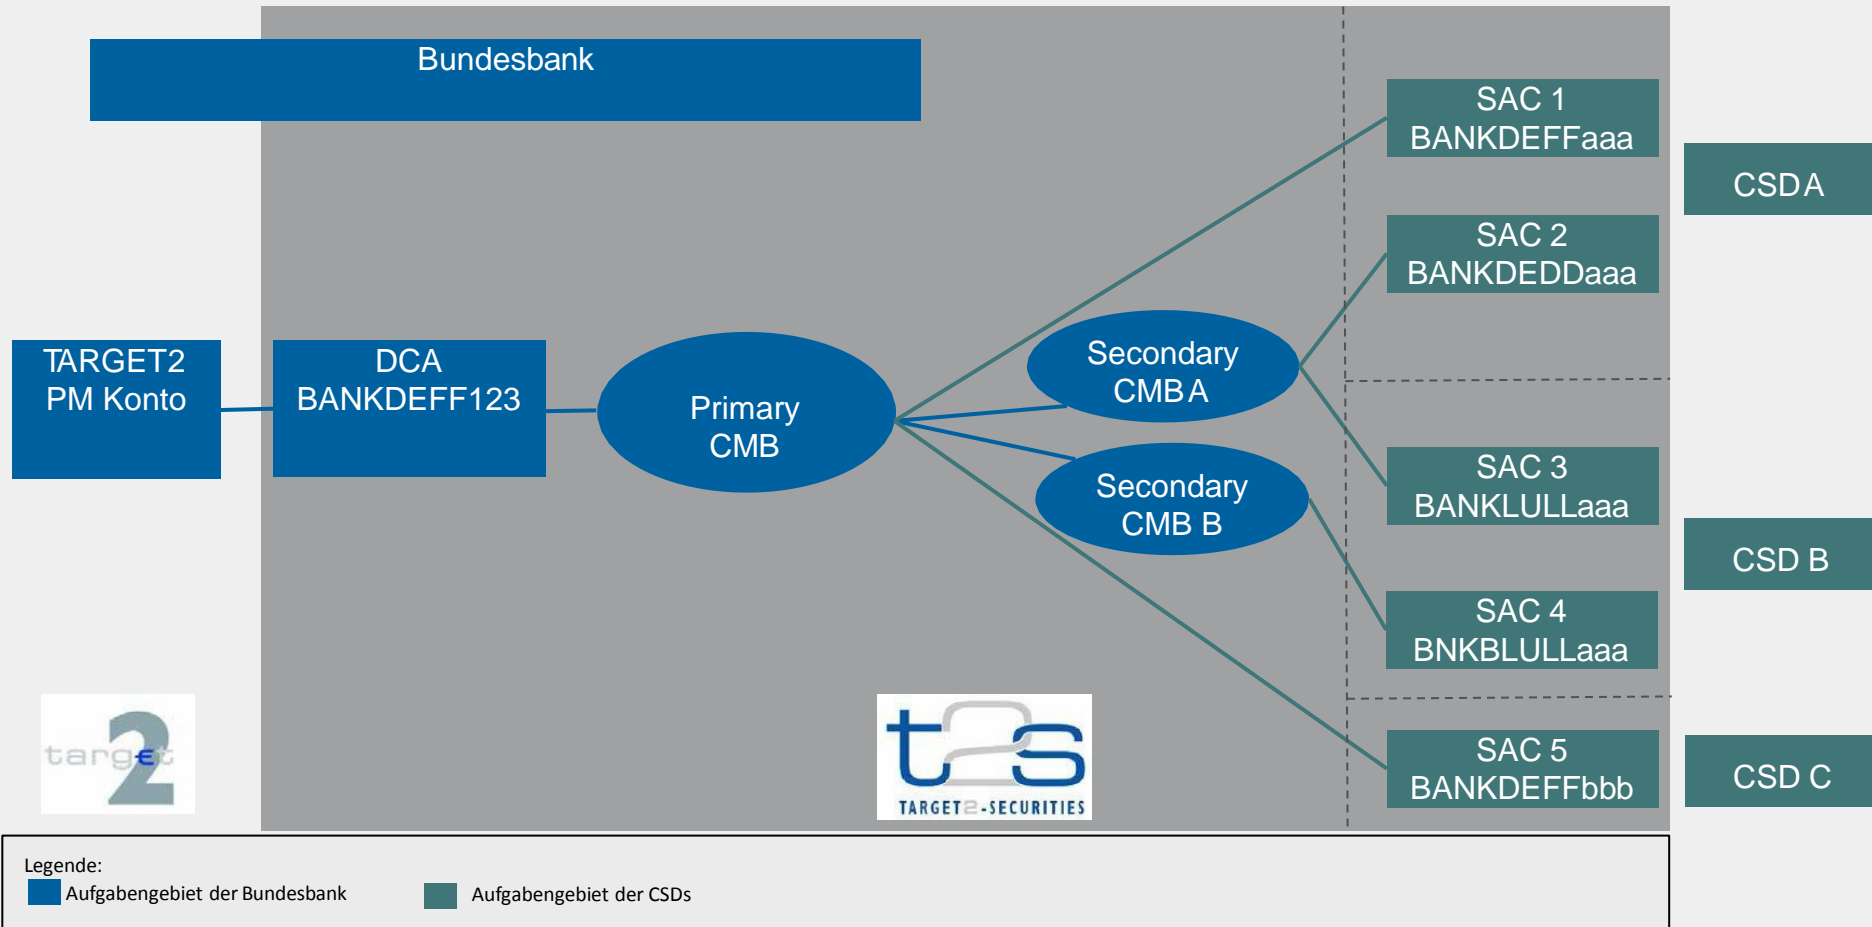 Bundesbank
SAC 1
BANKDEFFaaa
CSD A
SAC 2
BANKDEDDaaa
TARGET2
PM Konto
DCA
BANKDEFF123
Primary
CMB
Secondary
CMB A
Secondary
CMB B
SAC 3
BANKLULLaaa
CSD B
SAC 4
BNKBLULLaaa
SAC 5
BANKDEFFbbb
CSD C
target
2
t2s
TARGET2-SECURITIES
Legende:
Aufgabengebiet der Bundesbank
Aufgabengebiet der CSDs